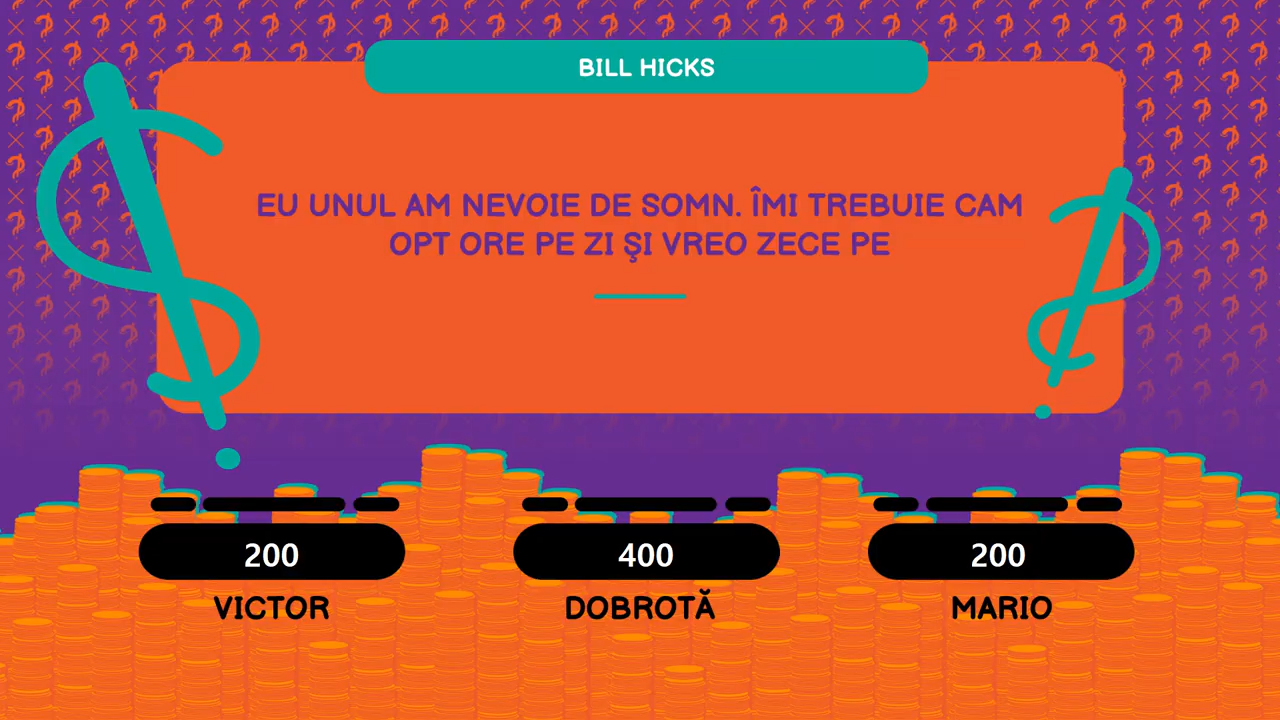 BILL HICKS
EU UNUL AM NEVOIE DE SOMN. ÎMI TREBUIE CAM
OPT ORE PE ZI ŞI VREO ZECE PE
200
400
200
VICTOR
DOBROTĂ
MARIO